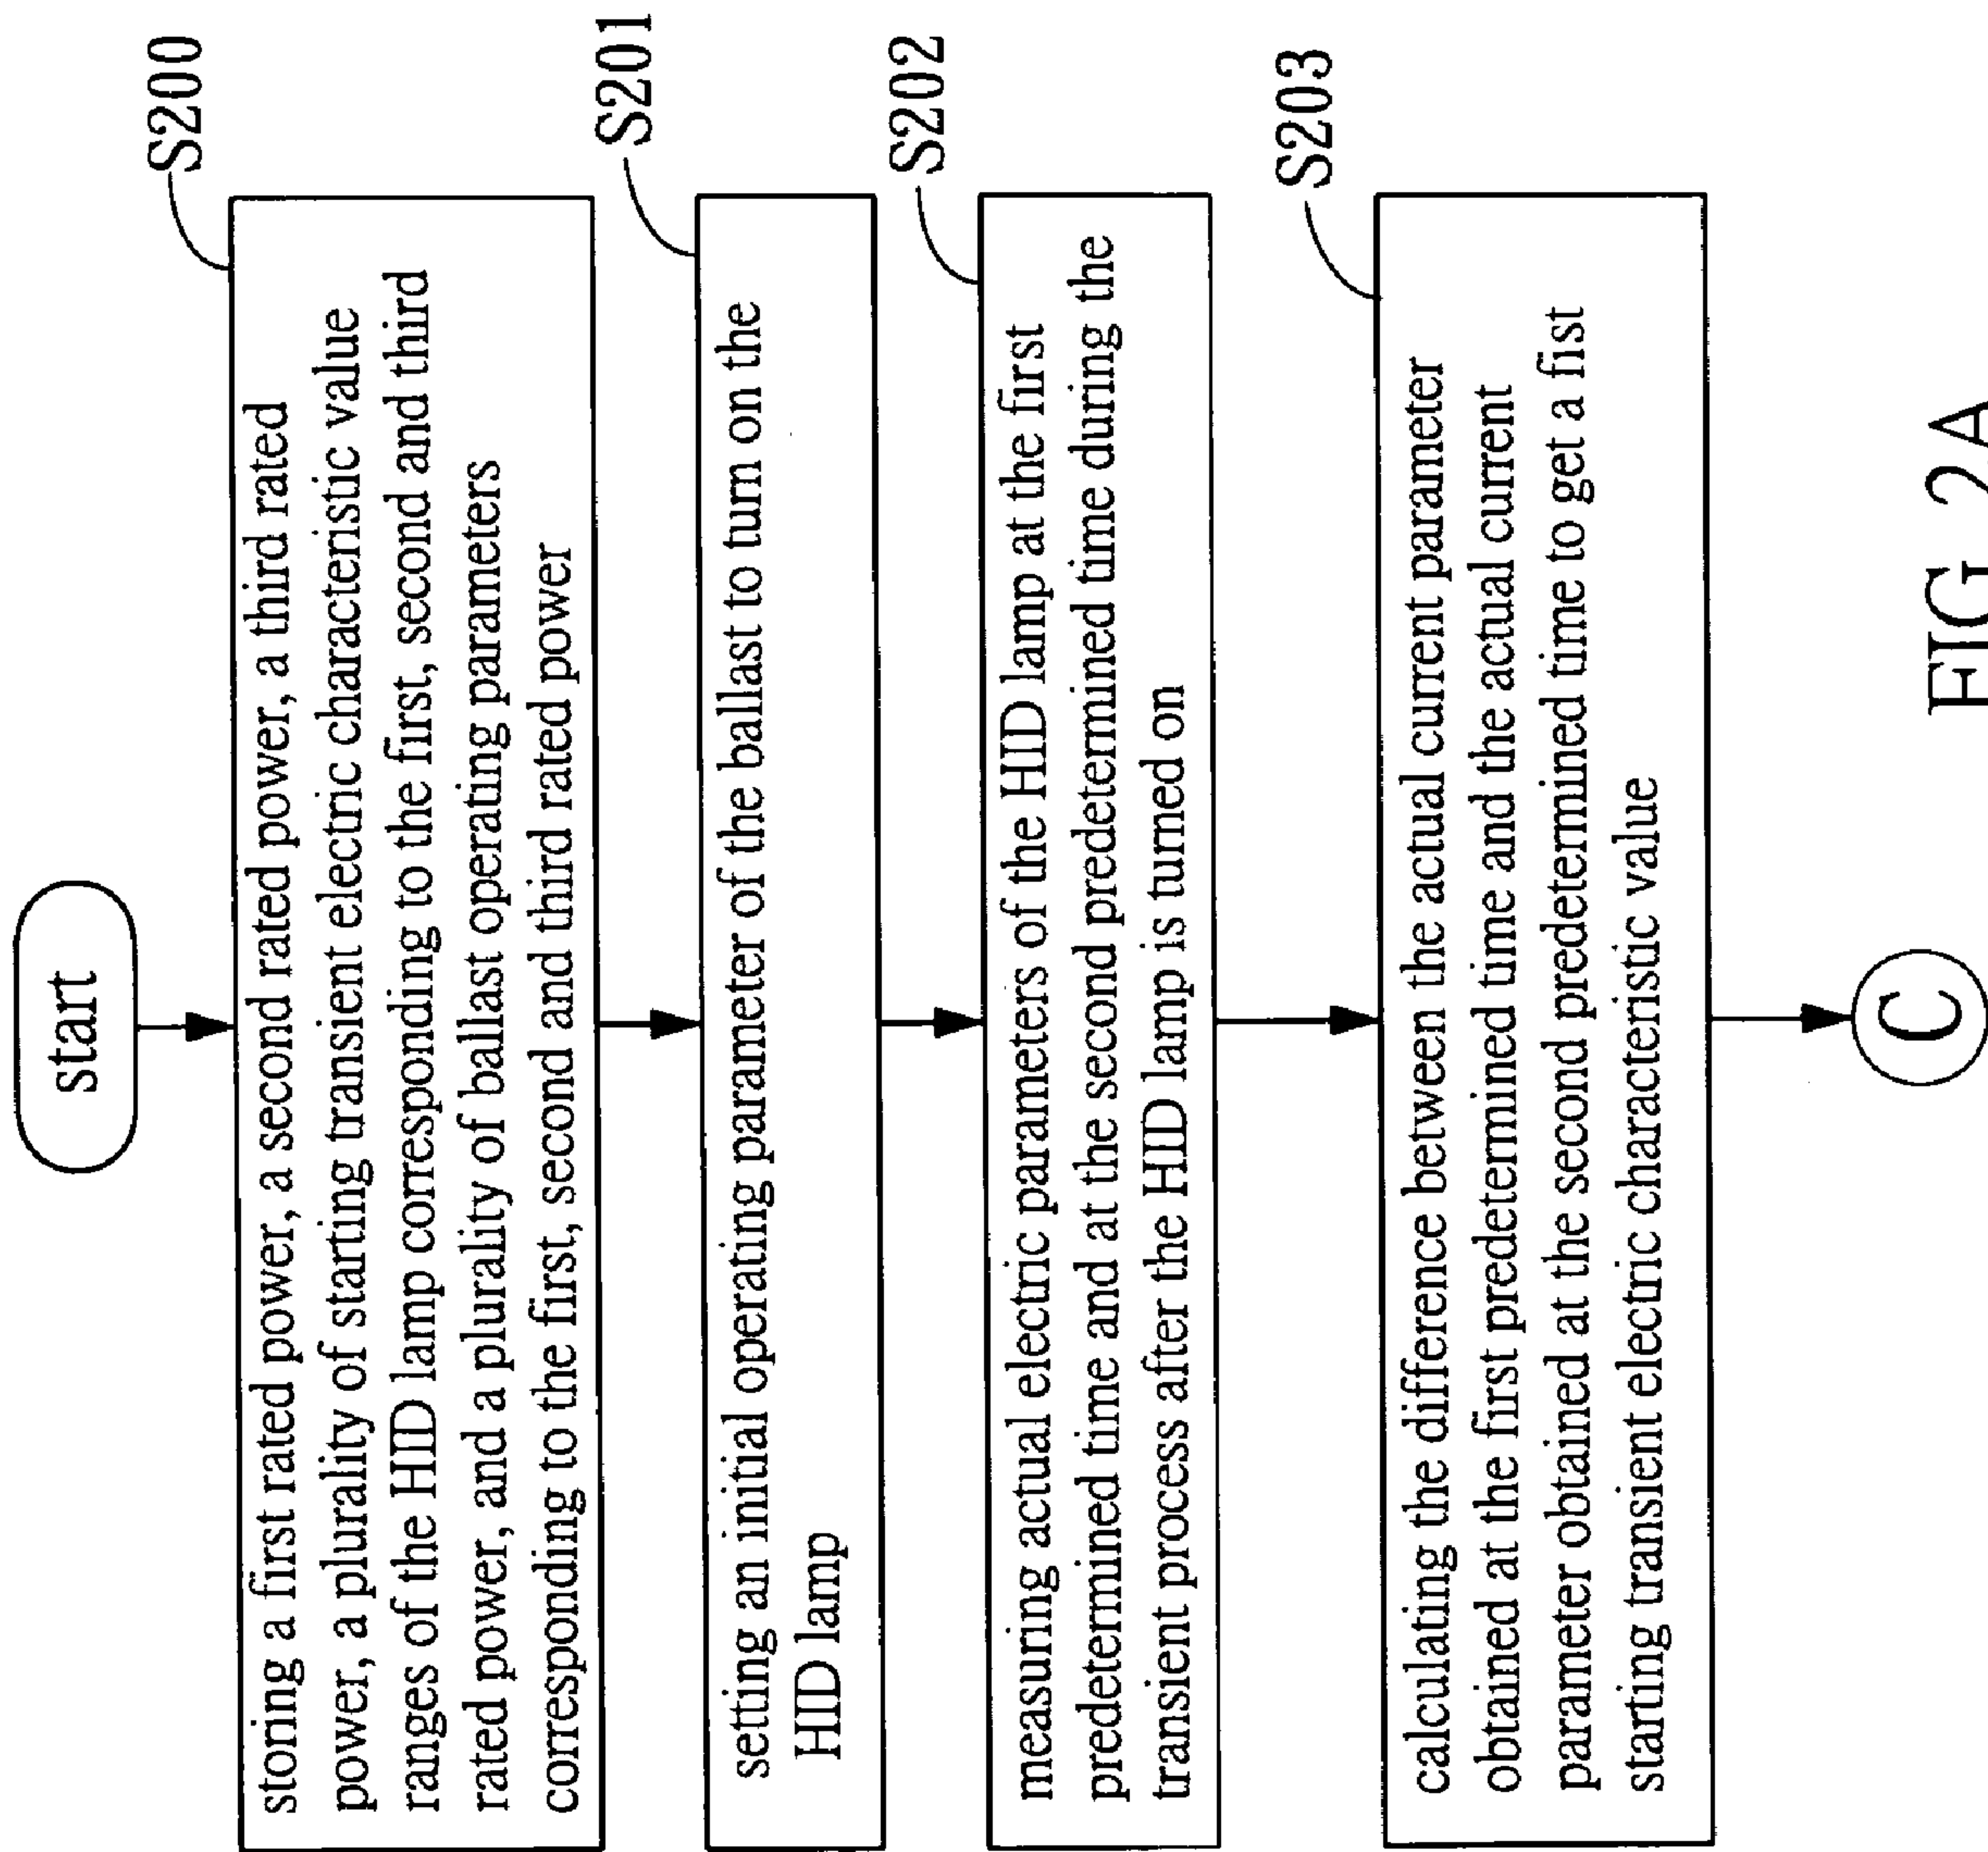 start
S200
storing a first rated power, a second rated power, a third rated
power, a plurality of starting transient electric characteristic value
ranges of the HID lamp corresponding to the first, second and third
rated power, and a plurality of ballast operating parameters
corresponding to the first, second and third rated power
S201
setting an initial operating parameter of the ballast to turn on the
HID lamp
S202
measuring actual electric parameters of the HID lamp at the first
predetermined time and at the second predetermined time during the
transient process after the HID lamp is turned on
S203
calculating the difference between the actual current parameter
obtained at the first predetermined time and the actual current
parameter obtained at the second predetermined time to get a fist
starting transient electric characteristic value
C
FIG 2A